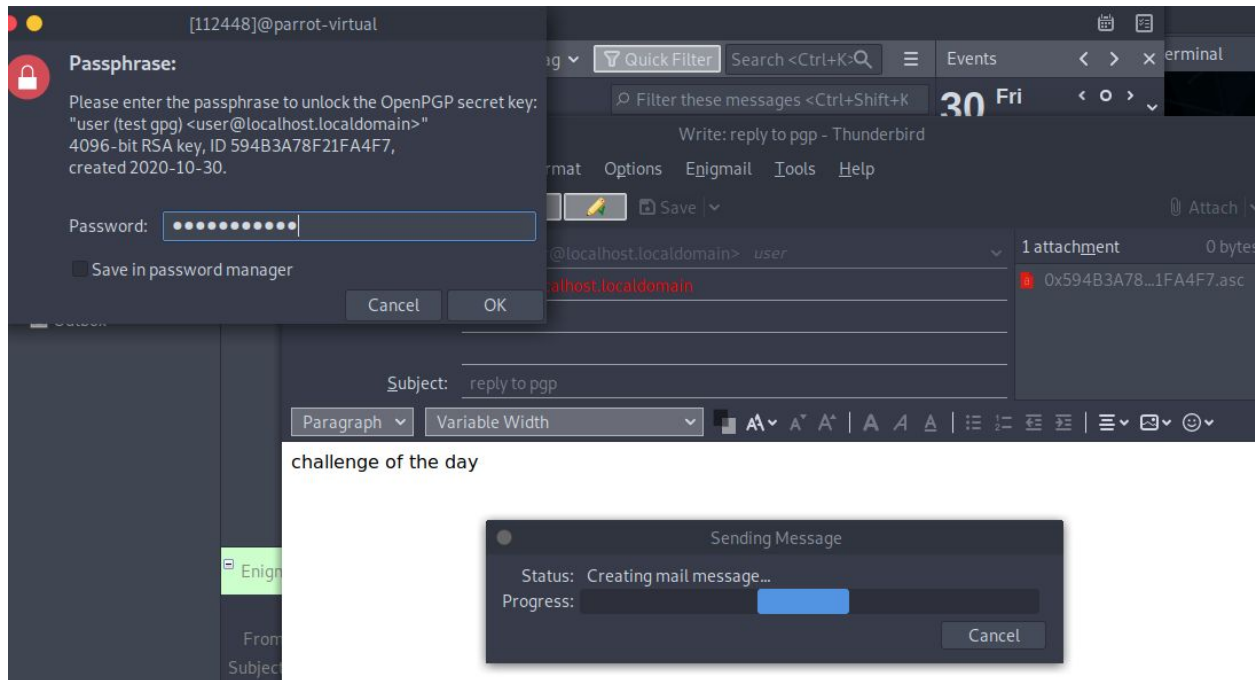 [112448]@parrot-virtual
Passphrase:
Please enter the passphrase to unlock the OpenPGP secret key:
"user (test gpg) <user@localhost.localdomain>"
4096-bit RSA key, ID 594B3A78F21FA4F7,
created 2020-10-30.
Password: ●●●●●●●●●●●
Save in password manager
Cancel OK
Quick Filter Search <Ctrl+K> Events erminal
Filter these messages <Ctrl+Shift+K 30 Fri
Write: reply to pgp - Thunderbird
rmat Options Enigmail Tools Help
Save Attach
@localhost.localdomain> user 1 attachment 0 bytes
alhost.localdomain 0x594B3A78...1FA4F7.asc
Subject: reply to pgp
Paragraph Variable Width
challenge of the day
Sending Message
Status: Creating mail message...
Progress:
Cancel
Enign
From
Subject